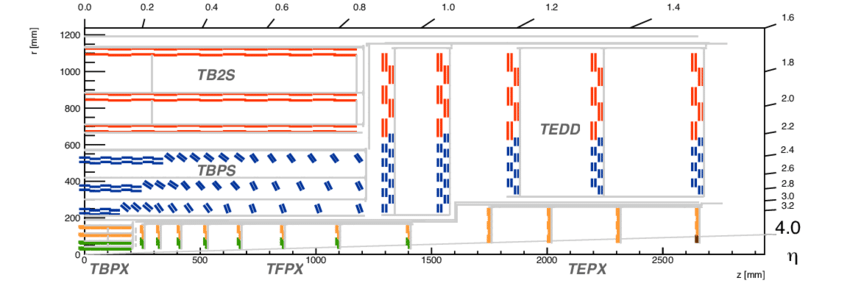 0.0 0.2 0.4 0.6 0.8 1.0 1.2 1.4
1.6
r [mm]
1200
1000
800
600
400
200
0
TB2S
TBPS
TEDD
1.8
2.0
2.2
2.4
2.6
2.8
3.0
3.2
4.0
η
0 500 1000 1500 2000 2500
z [mm]
TBPX TFPX TEPX